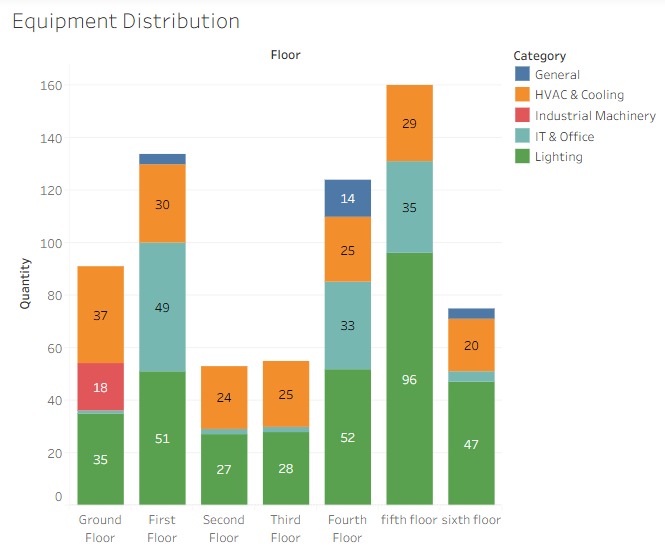 Equipment Distribution
Floor
Category
General
HVAC & Cooling
Industrial Machinery
IT & Office
Lighting
Quantity
160
140
120
100
80
60
40
20
0
37
18
35
30
49
51
24
27
25
28
14
25
33
52
29
35
96
20
47
Ground
Floor
First
Floor
Second
Floor
Third
Floor
Fourth
Floor
fifth floor
sixth floor